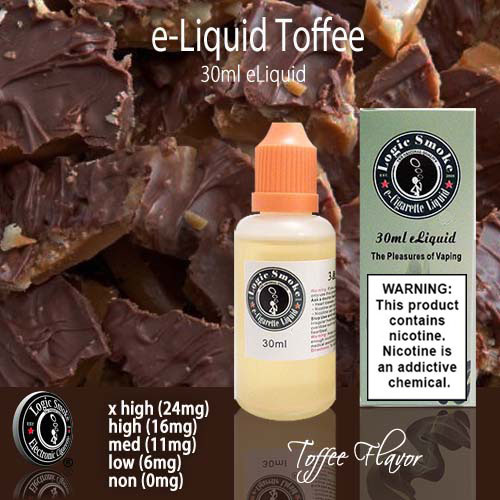 e-Liquid Toffee
30ml eLiquid
Logic Smoke
e-Cigarette Liquid
30ml eLiquid
The Pleasures of Vaping
WARNING:
This product
contains
nicotine.
Nicotine is
an addictive
chemical.
Logic Smoke
e-Cigarette Liquid
30ml
Logic Smoke
Electronic Cigarettes
®
x high (24mg)
high (16mg)
med (11mg)
low (6mg)
non (0mg)
Toffee Flavor